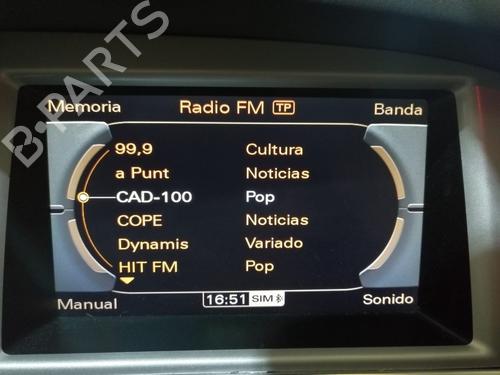 Memoria Radio FM TP Banda
99,9 Cultura
a Punt Noticias
CAD-100 Pop
COPE Noticias
Dynamis Variado
HIT FM Pop
Manual 16:51 SIM Sonido
B-PARTS